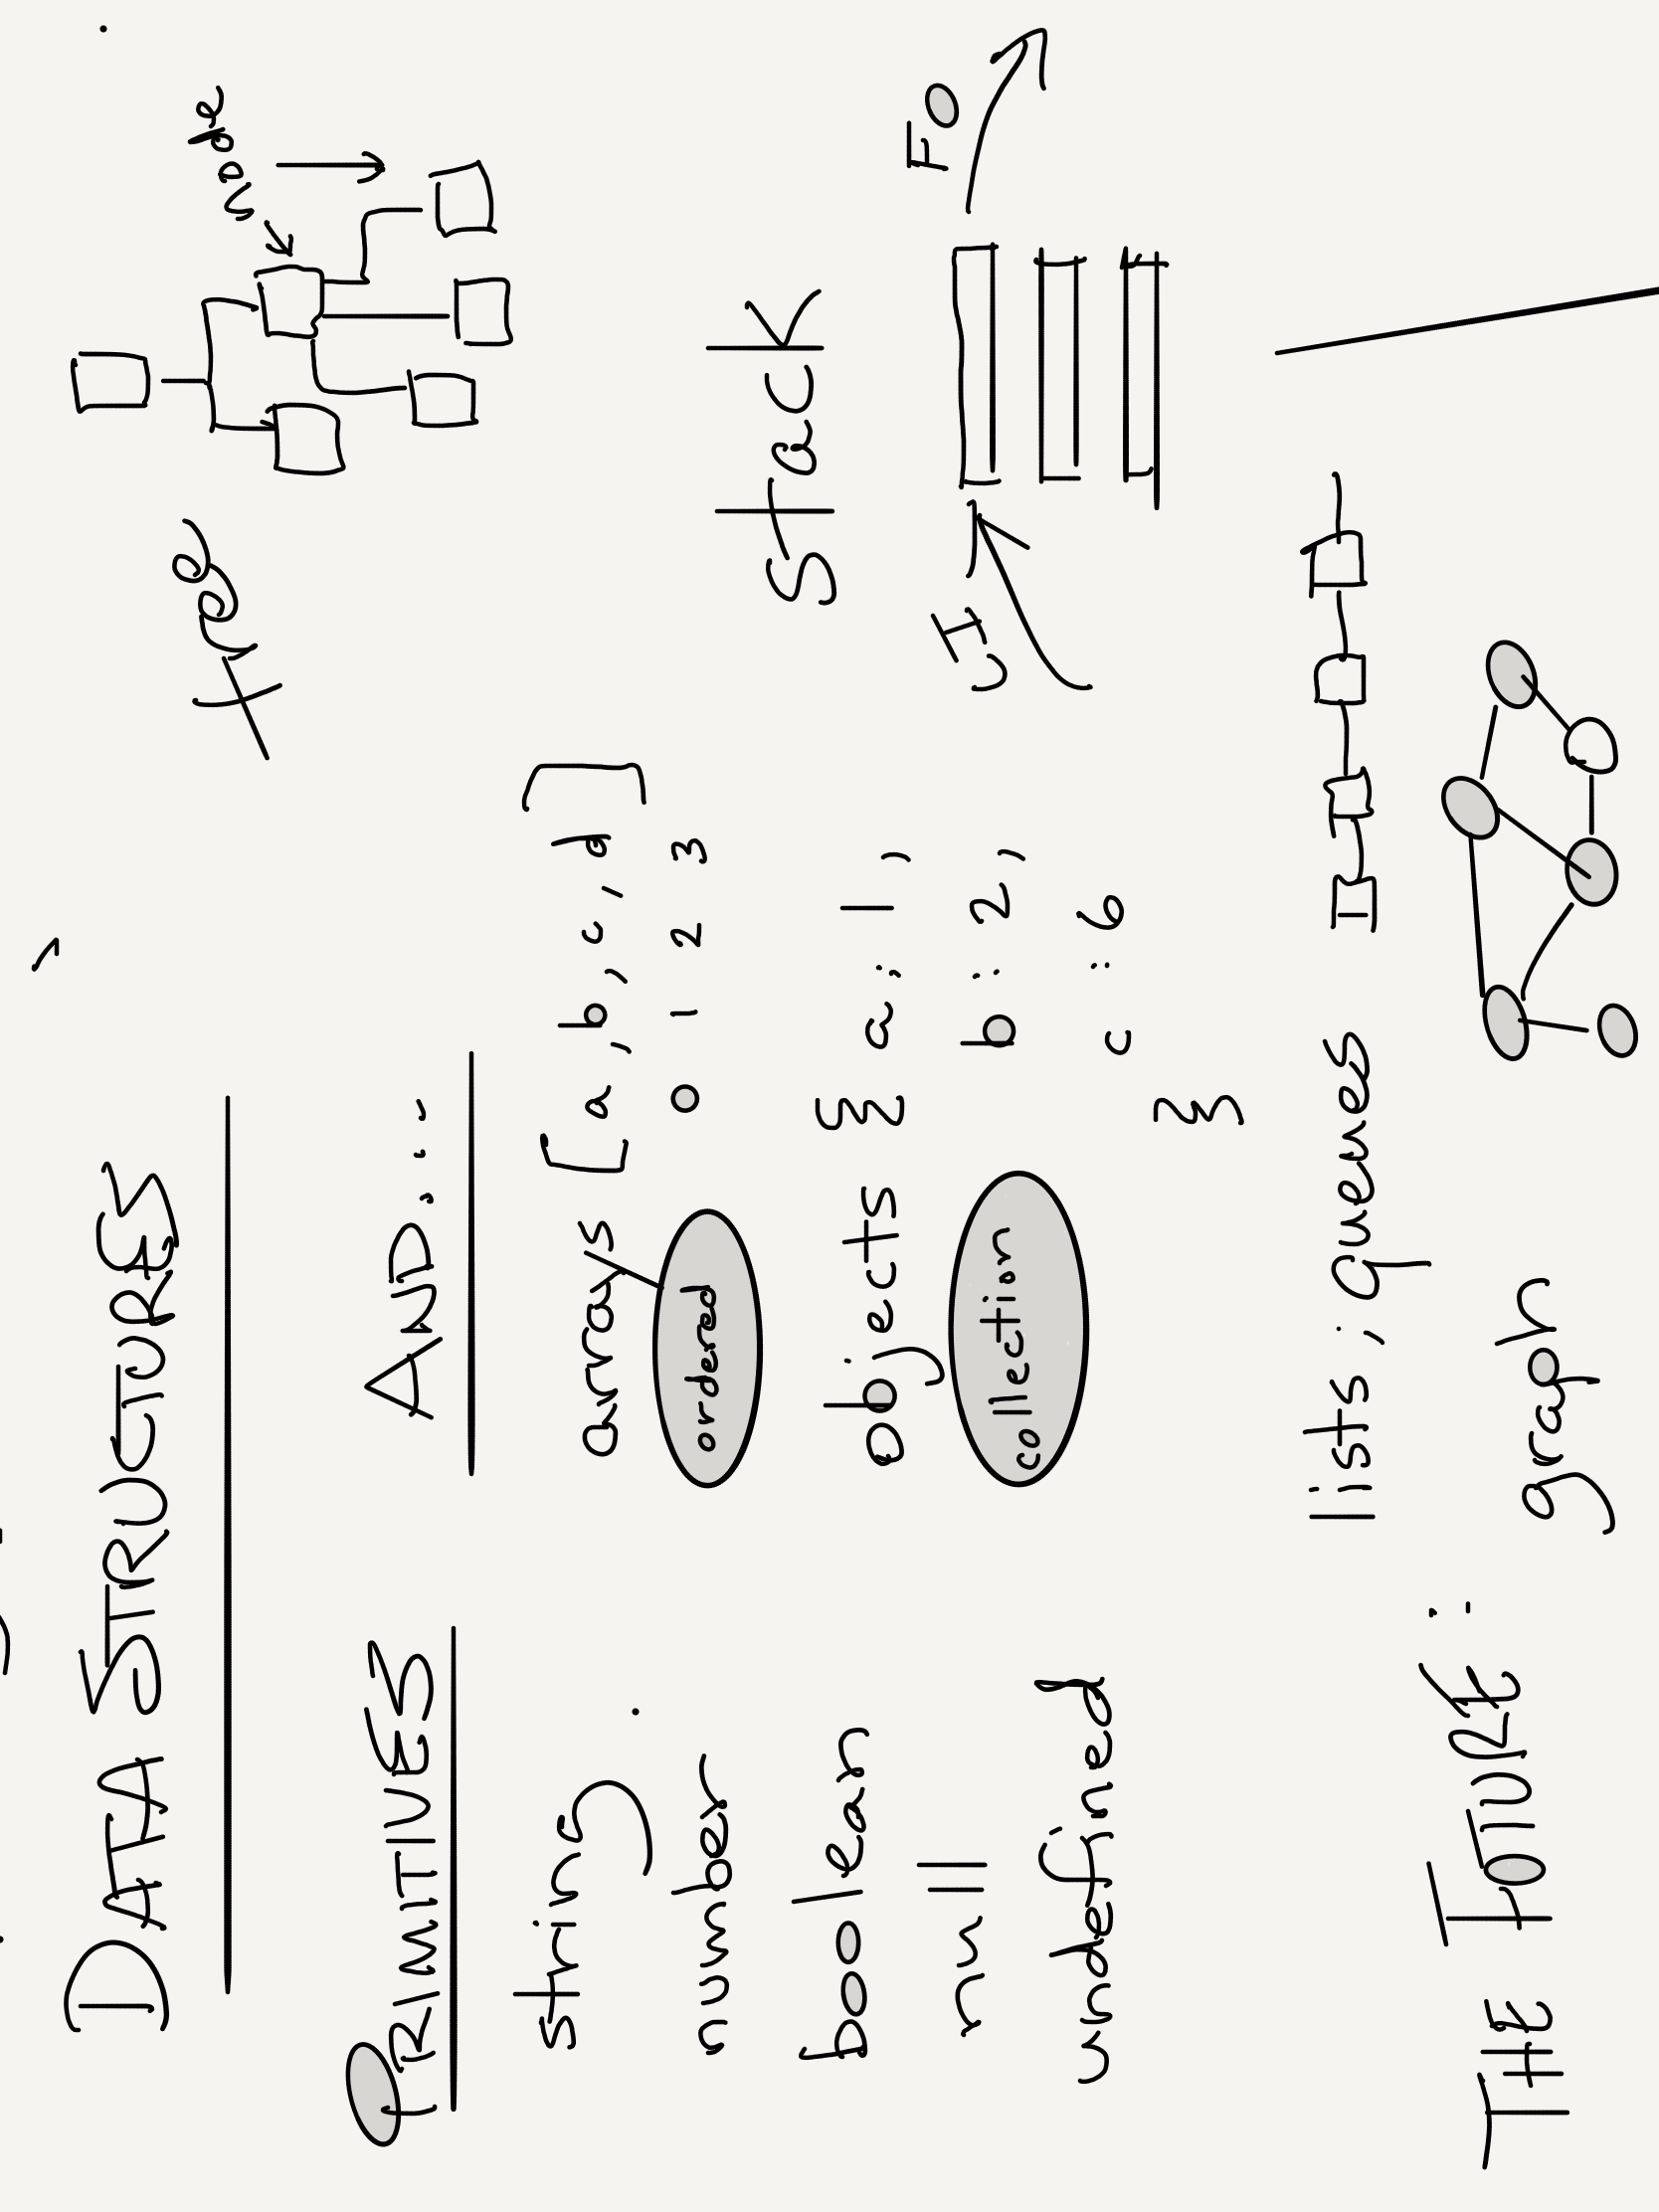 DATA STRUCTURES
PRIMITIVES
string
number
boolean
null
undefined
AND...
arrays [a, b, c, d]
0 1 2 3
ordered
objects {
a: 1,
b: 2,
c: 6
}
collection
tree
node
stack
FO
THE FUTURE:
lists; queues
graph